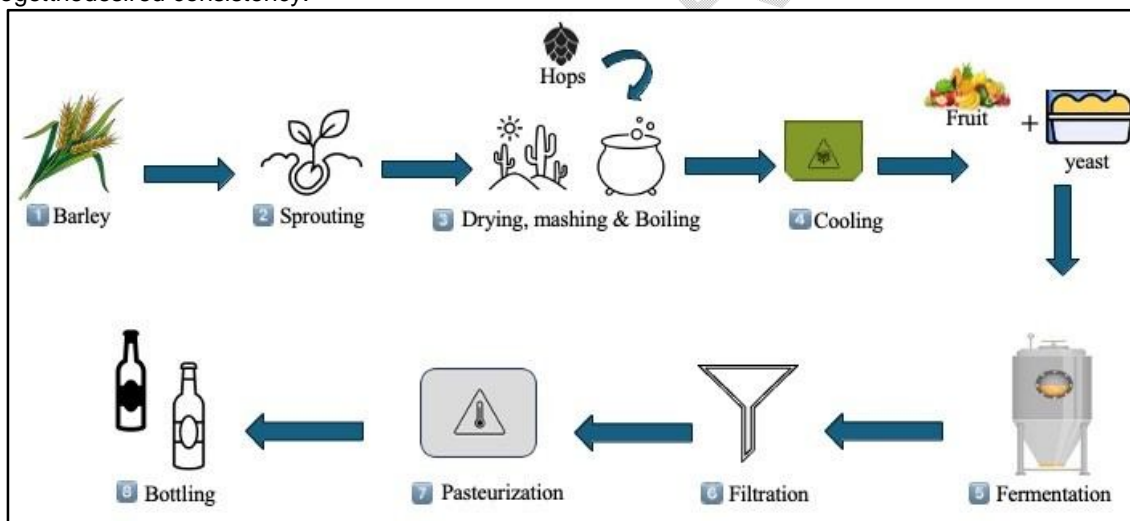 Hops
Fruit
+
yeast
1 Barley
2 Sprouting
3 Drying, mashing & Boiling
4 Cooling
8 Bottling
7 Pasteurization
6 Filtration
5 Fermentation